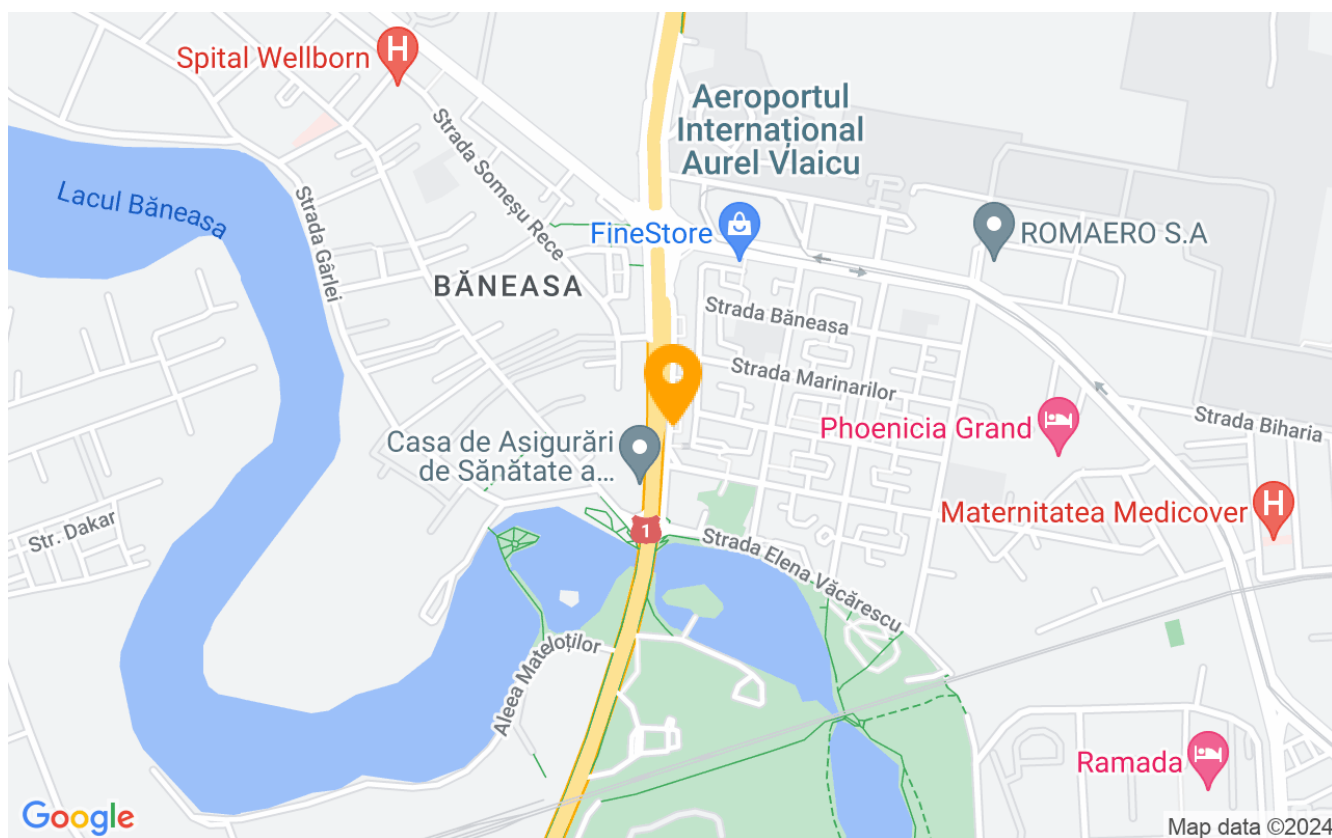 Spital Wellborn
H
Aeroportul
Internațional
Aurel Vlaicu
Strada Someșu Rece
Lacul Băneasa
Strada Gârlei
FineStore
ROMAERO S.A
BĂNEASA
Strada Băneasa
Strada Marinarilor
Strada Biharia
Phoenicia Grand
Casa de Asigurări
de Sănătate a...
Maternitatea Medicover
H
Str. Dakar
1
Strada Elena Văcărescu
Aleea Mateloților
Ramada
Google
Map data ©2024